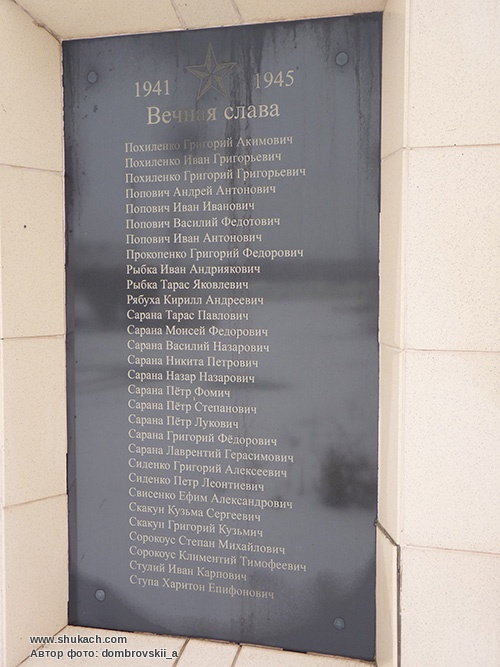 1941 1945
Вечная слава
Похиленко Григорий Акимович
Похиленко Иван Григорьевич
Похиленко Григорий Григорьевич
Попович Андрей Антонович
Попович Иван Иванович
Попович Василий Федотович
Попович Иван Антонович
Прокопенко Григорий Федорович
Рыбка Иван Андриякович
Рыбка Тарас Яковлевич
Рябуха Кирилл Андреевич
Сарана Тарас Павлович
Сарана Моисей Федорович
Сарана Василий Назарович
Сарана Никита Петрович
Сарана Назар Назарович
Сарана Пётр Фомич
Сарана Пётр Степанович
Сарана Пётр Лукович
Сарана Григорий Фёдорович
Сарана Лаврентий Герасимович
Сиденко Григорий Алексеевич
Сиденко Петр Леонтиевич
Свисенко Ефим Александрович
Скакун Кузьма Сергеевич
Скакун Григорий Кузьмич
Сорокоус Степан Михайлович
Сорокоус Климентий Тимофеевич
Стулий Иван Карпович
Ступа Харитон Епифонович
www.shukach.com
Автор фото: dombrovskii_a